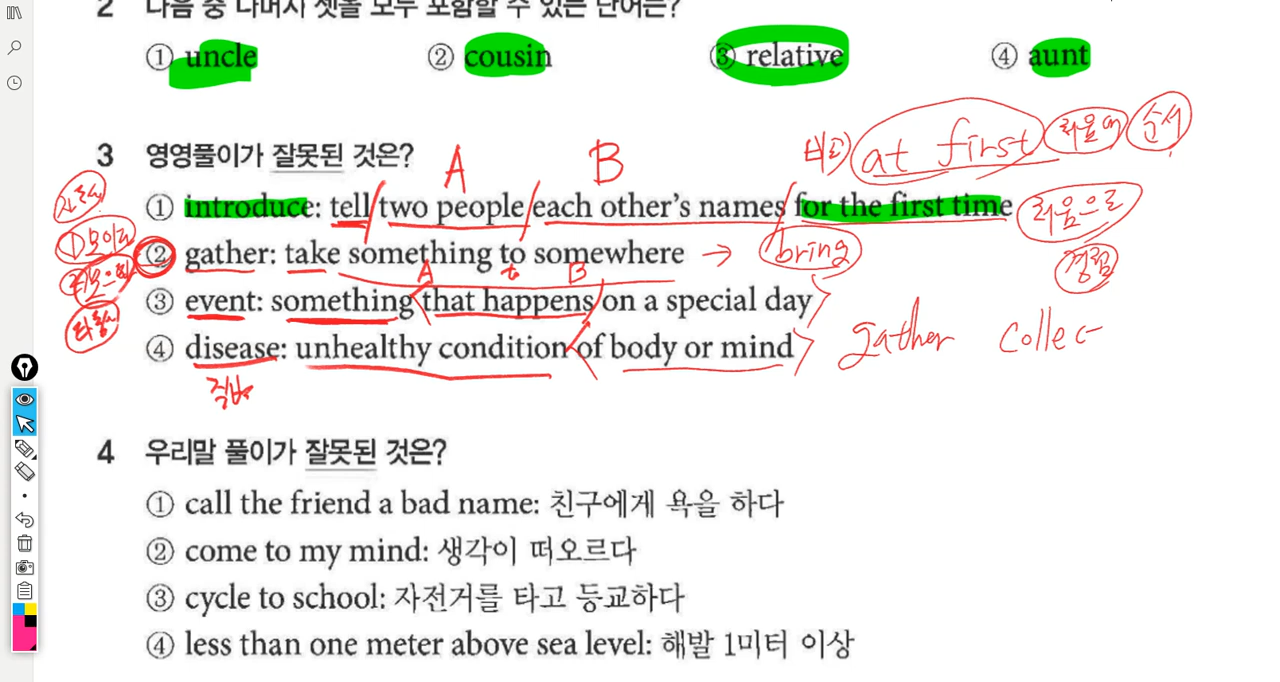 2 다음 중 나머지 셋을 모두 포함할 수 있는 단어는?
① uncle ② cousin ③ relative ④ aunt
비교 at first 처음에 순서
3 영영풀이가 잘못된 것은?
A B
① introduce: tell two people each other's names for the first time
처음으로
② gather: take something to somewhere → bring
경험
A to B
③ event: something that happens on a special day
④ disease: unhealthy condition of body or mind
gather collec
4 우리말 풀이가 잘못된 것은?
① call the friend a bad name: 친구에게 욕을 하다
② come to my mind: 생각이 떠오르다
③ cycle to school: 자전거를 타고 등교하다
④ less than one meter above sea level: 해발 1미터 이상